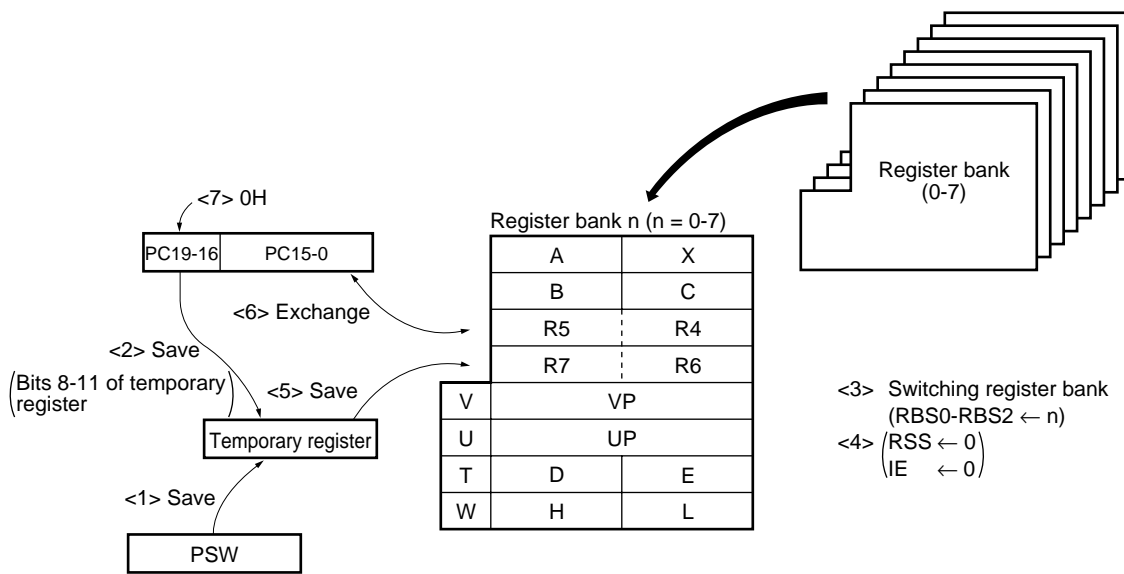 Register bank
(0-7)
<7> 0H
Register bank n (n = 0-7)
PC19-16 PC15-0
A X
B C
<6> Exchange
R5 R4
<2> Save
R7 R6
(Bits 8-11 of temporary
register)
<5> Save
<3> Switching register bank
(RBS0-RBS2 ← n)
V VP
<4> (RSS ← 0
IE ← 0)
Temporary register
U UP
T D E
<1> Save
W H L
PSW